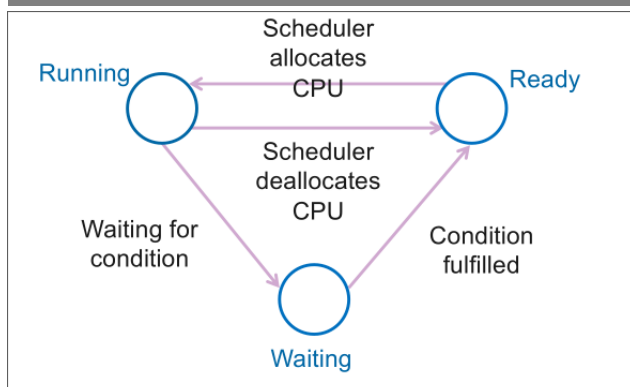 Scheduler
allocates
CPU
Running
Ready
Scheduler
deallocates
CPU
Waiting for
condition
Condition
fulfilled
Waiting